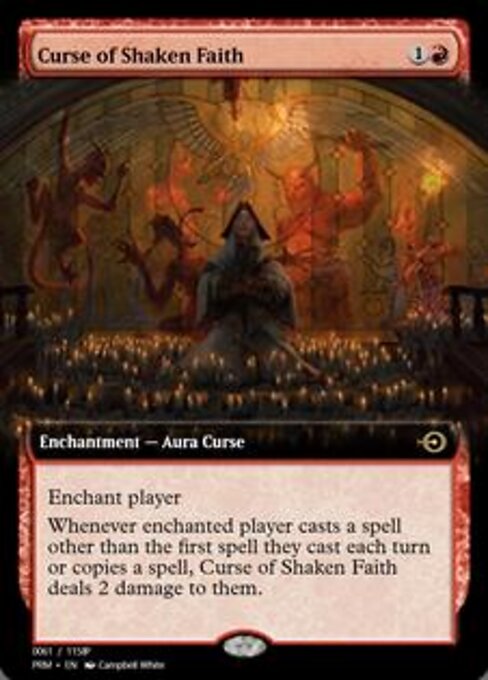 Curse of Shaken Faith 1
Enchantment — Aura Curse
Enchant player
Whenever enchanted player casts a spell
other than the first spell they cast each turn
or copies a spell, Curse of Shaken Faith
deals 2 damage to them.
PRM • EN Campbell White